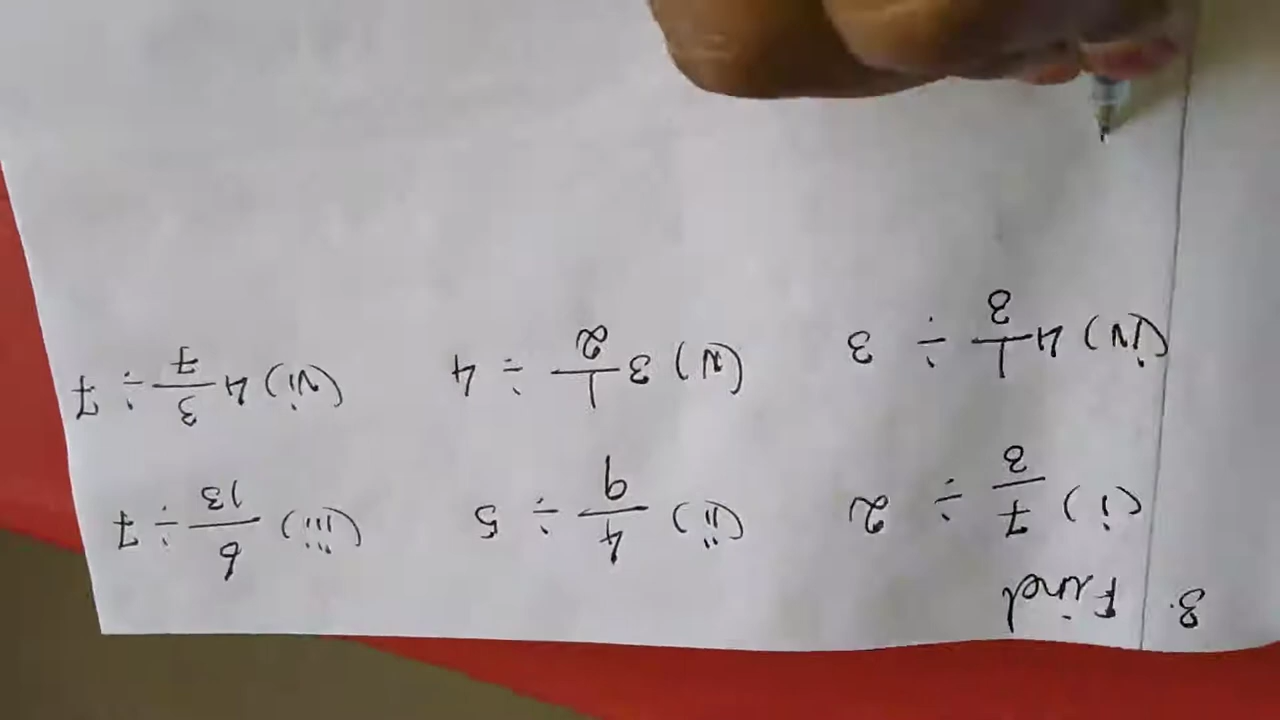 3. Find
(i) 7/3 ÷ 2 (ii) 4/9 ÷ 5 (iii) 6/13 ÷ 7
(iv) 4 1/3 ÷ 3 (v) 3 1/2 ÷ 4 (vi) 4 3/7 ÷ 7